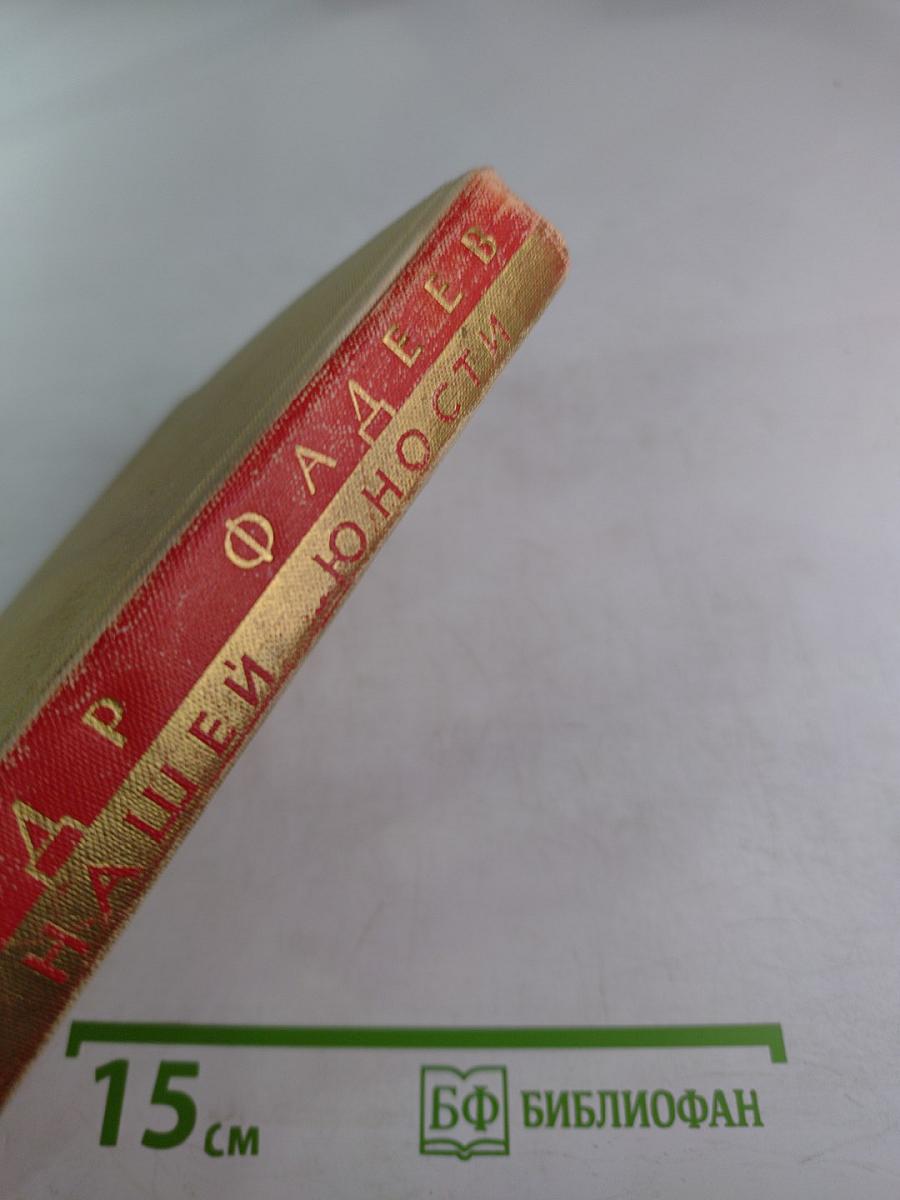 ДР ФАДЕЕВ
НАШЕЙ ЮНОСТИ
15 см
БФ БИБЛИОФАН